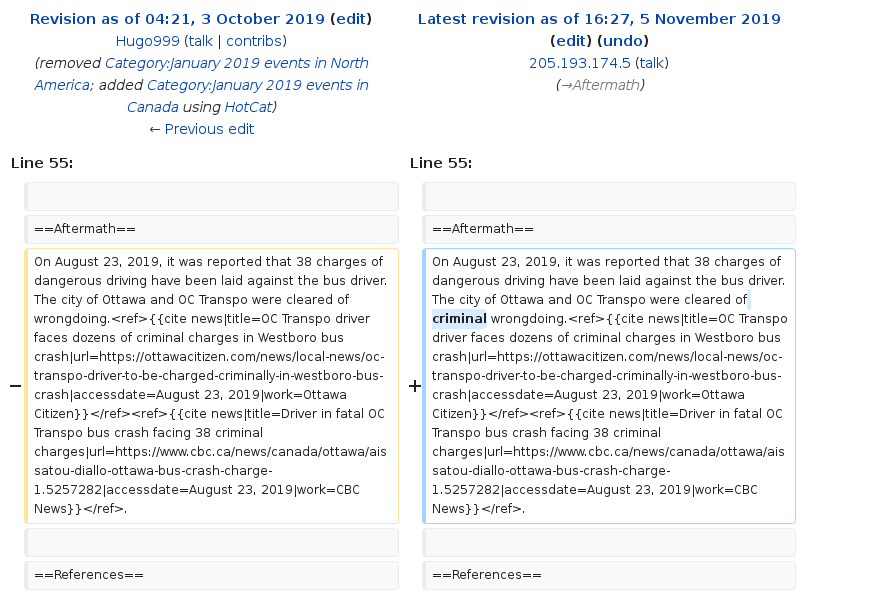 Revision as of 04:21, 3 October 2019 (edit)
Hugo999 (talk | contribs)
(removed Category:January 2019 events in North
America; added Category:January 2019 events in
Canada using HotCat)
← Previous edit
Latest revision as of 16:27, 5 November 2019
(edit) (undo)
205.193.174.5 (talk)
(→Aftermath)
Line 55:
Line 55:
==Aftermath==
==Aftermath==
−
On August 23, 2019, it was reported that 38 charges of
dangerous driving have been laid against the bus driver.
The city of Ottawa and OC Transpo were cleared of
wrongdoing.<ref>{{cite news|title=OC Transpo driver
faces dozens of criminal charges in Westboro bus
crash|url=https://ottawacitizen.com/news/local-news/oc-
transpo-driver-to-be-charged-criminally-in-westboro-bus-
crash|accessdate=August 23, 2019|work=Ottawa
Citizen}}</ref><ref>{{cite news|title=Driver in fatal OC
Transpo bus crash facing 38 criminal
charges|url=https://www.cbc.ca/news/canada/ottawa/ais
satou-diallo-ottawa-bus-crash-charge-
1.5257282|accessdate=August 23, 2019|work=CBC
News}}</ref>.
+
On August 23, 2019, it was reported that 38 charges of
dangerous driving have been laid against the bus driver.
The city of Ottawa and OC Transpo were cleared of
criminal wrongdoing.<ref>{{cite news|title=OC Transpo
driver faces dozens of criminal charges in Westboro bus
crash|url=https://ottawacitizen.com/news/local-news/oc-
transpo-driver-to-be-charged-criminally-in-westboro-bus-
crash|accessdate=August 23, 2019|work=Ottawa
Citizen}}</ref><ref>{{cite news|title=Driver in fatal OC
Transpo bus crash facing 38 criminal
charges|url=https://www.cbc.ca/news/canada/ottawa/ais
satou-diallo-ottawa-bus-crash-charge-
1.5257282|accessdate=August 23, 2019|work=CBC
News}}</ref>.
==References==
==References==